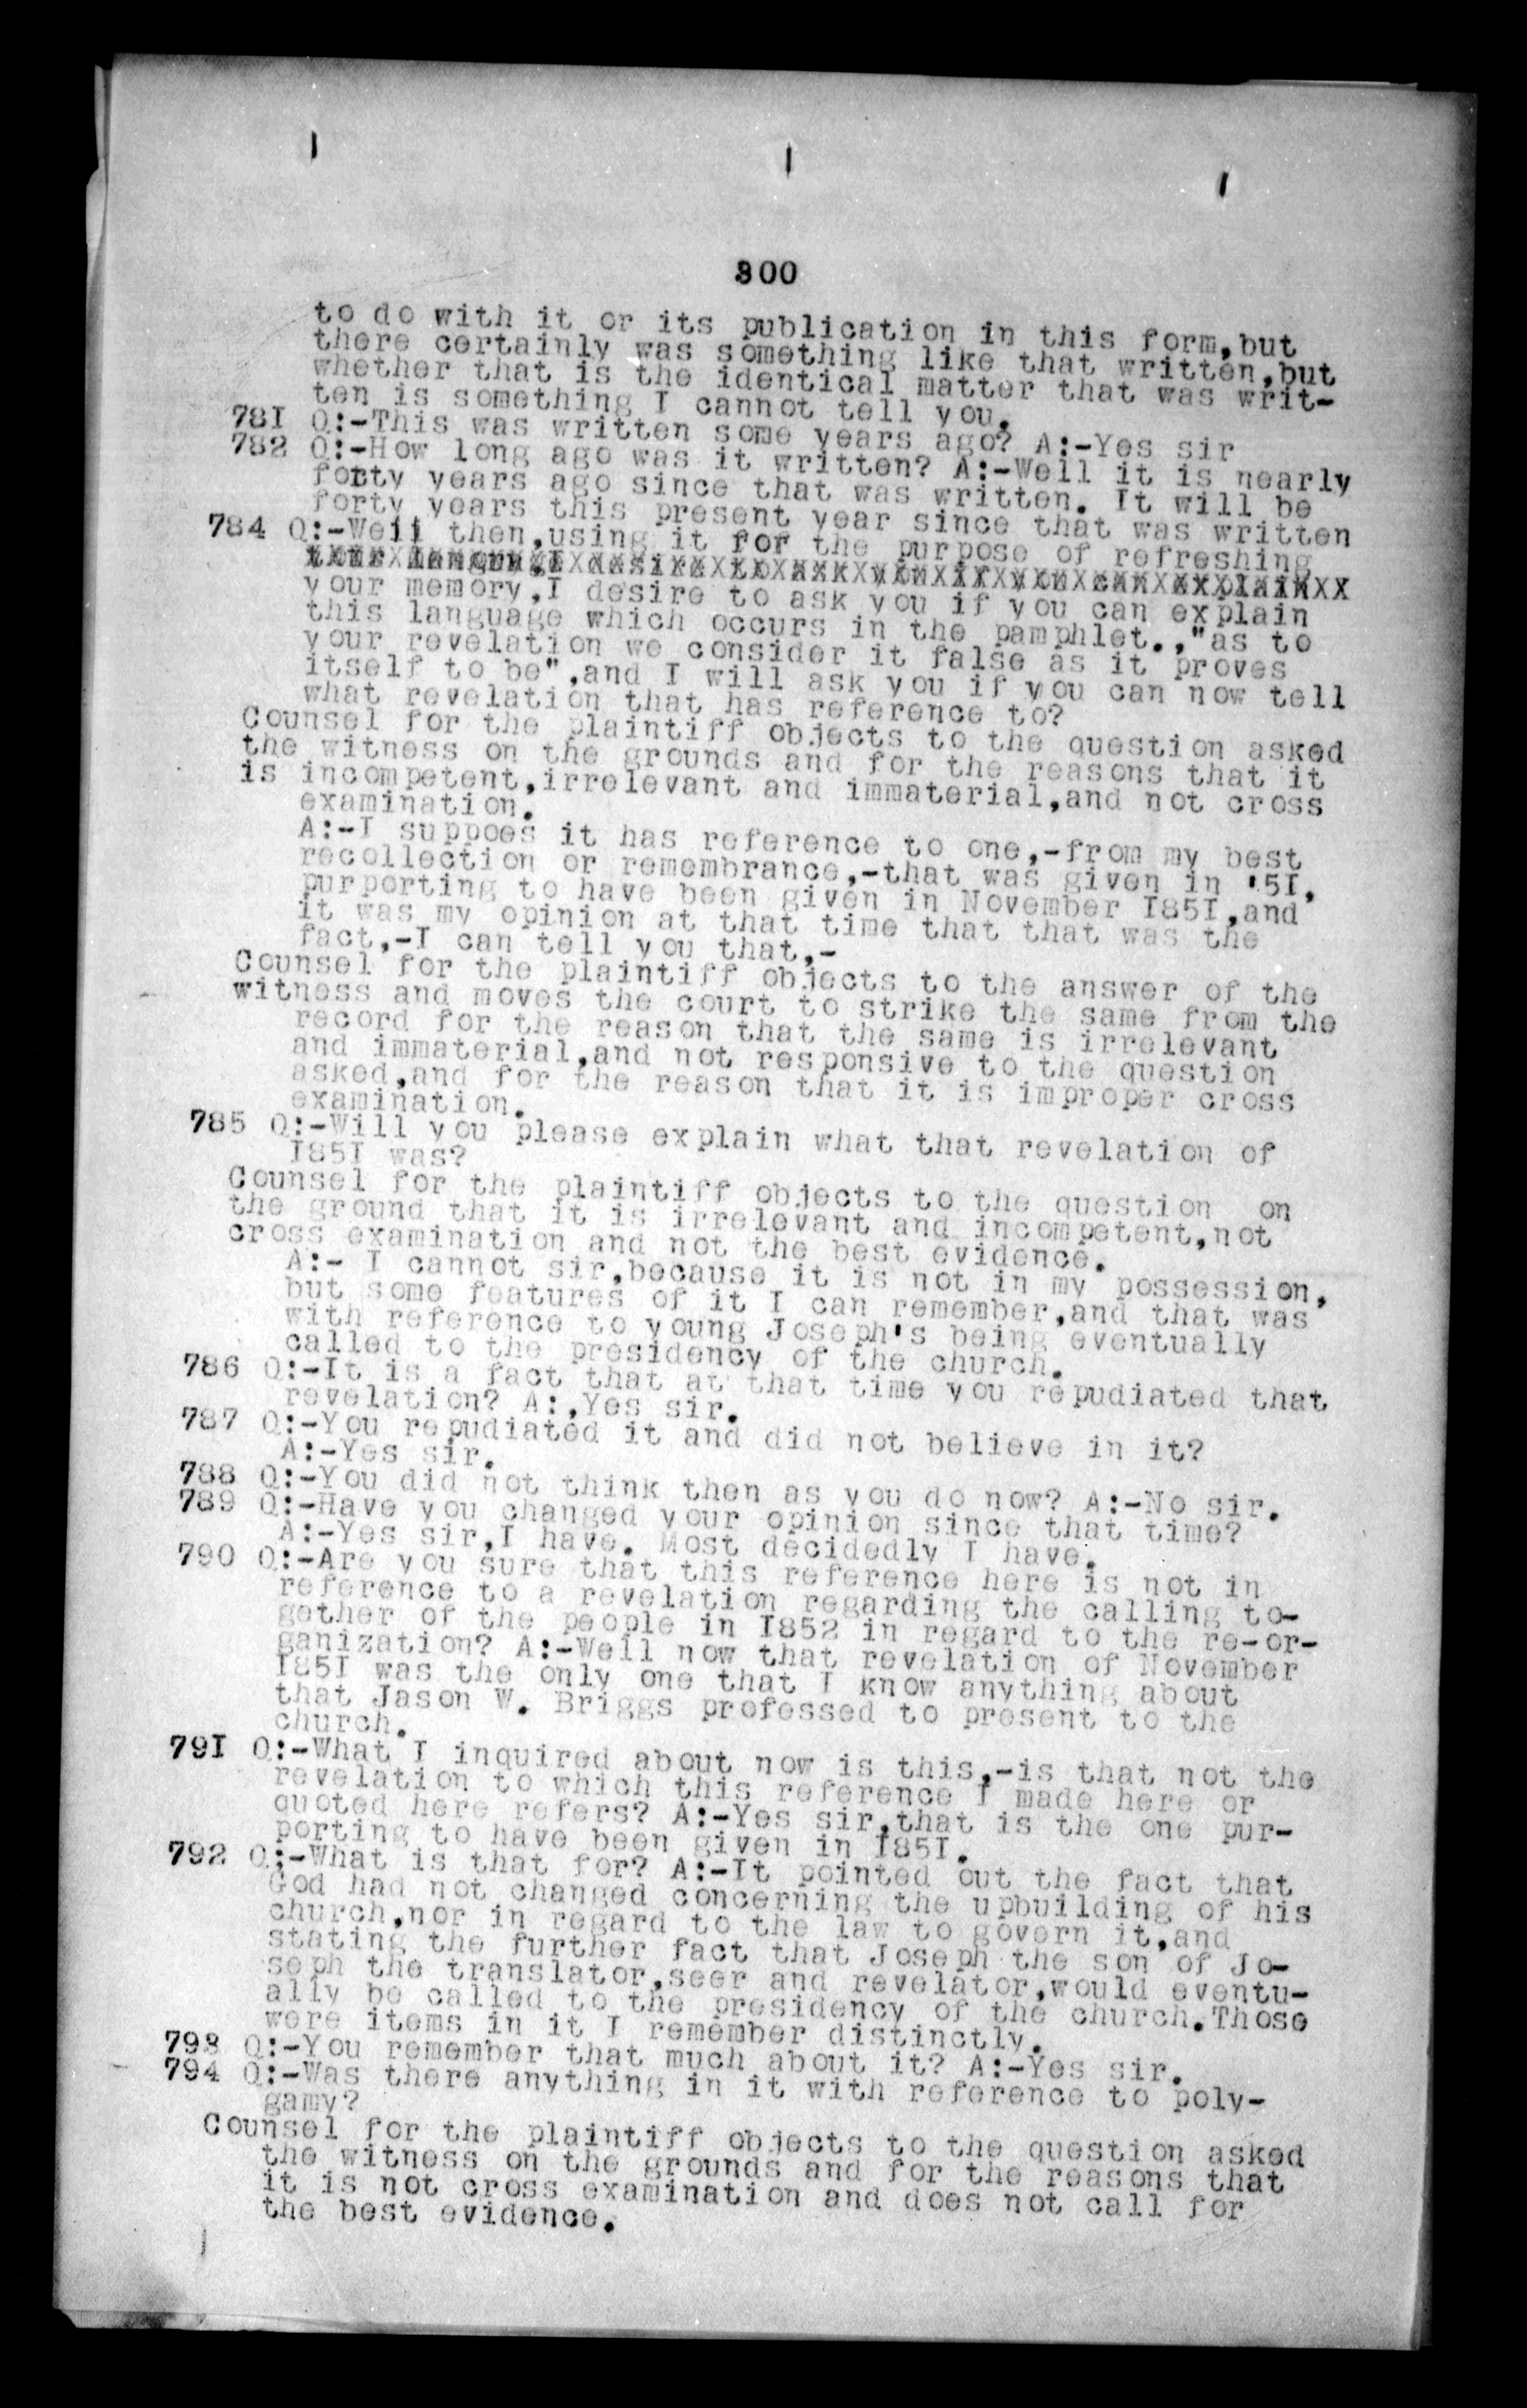 300
to do with it or its publication in this form,but
there certainly was something like that written,but
whether that is the identical matter that was writ-
ten is something I cannot tell you.
781 Q:-This was written some years ago? A:-Yes sir
782 Q:-How long ago was it written? A:-Well it is nearly
forty years ago since that was written. It will be
forty years this present year since that was written
784 Q:-Well then,using it for the purpose of refreshing
your memory,I desire to ask you if you can explain
this language which occurs in the pamphlet.,"as to
your revelation we consider it false as it proves
itself to be",and I will ask you if you can now tell
what revelation that has reference to?
Counsel for the plaintiff objects to the question asked
the witness on the grounds and for the reasons that it
is incompetent,irrelevant and immaterial,and not cross
examination.
A:-I suppoes it has reference to one,-from my best
recollection or remembrance,-that was given in '51,
purporting to have been given in November I85I,and
it was my opinion at that time that that was the
fact,-I can tell you that,-
Counsel for the plaintiff objects to the answer of the
witness and moves the court to strike the same from the
record for the reason that the same is irrelevant
and immaterial,and not responsive to the question
asked,and for the reason that it is improper cross
examination.
785 Q:-Will you please explain what that revelation of
I85I was?
Counsel for the plaintiff objects to the question on
the ground that it is irrelevant and incompetent,not
cross examination and not the best evidence.
A:- I cannot sir,because it is not in my possession,
but some features of it I can remember,and that was
with reference to young Joseph's being eventually
called to the presidency of the church.
786 Q:-It is a fact that at that time you repudiated that
revelation? A:,Yes sir.
787 Q:-You repudiated it and did not believe in it?
A:-Yes sir.
788 Q:-You did not think then as you do now? A:-No sir.
789 Q:-Have you changed your opinion since that time?
A:-Yes sir,I have. Most decidedly I have.
790 Q:-Are you sure that this reference here is not in
reference to a revelation regarding the calling to-
gether of the people in I852 in regard to the re-or-
ganization? A:-Well now that revelation of November
I85I was the only one that I know anything about
that Jason W. Briggs professed to present to the
church.
79I Q:-What I inquired about now is this,-is that not the
revelation to which this reference I made here or
quoted here refers? A:-Yes sir,that is the one pur-
porting to have been given in I85I.
792 Q:-What is that for? A:-It pointed out the fact that
God had not changed concerning the upbuilding of his
church,nor in regard to the law to govern it,and
stating the further fact that Joseph the son of Jo-
seph the translator,seer and revelator,would eventu-
ally be called to the presidency of the church.Those
were items in it I remember distinctly.
793 Q:-You remember that much about it? A:-Yes sir.
794 Q:-Was there anything in it with reference to poly-
gamy?
Counsel for the plaintiff objects to the question asked
the witness on the grounds and for the reasons that
it is not cross examination and does not call for
the best evidence.